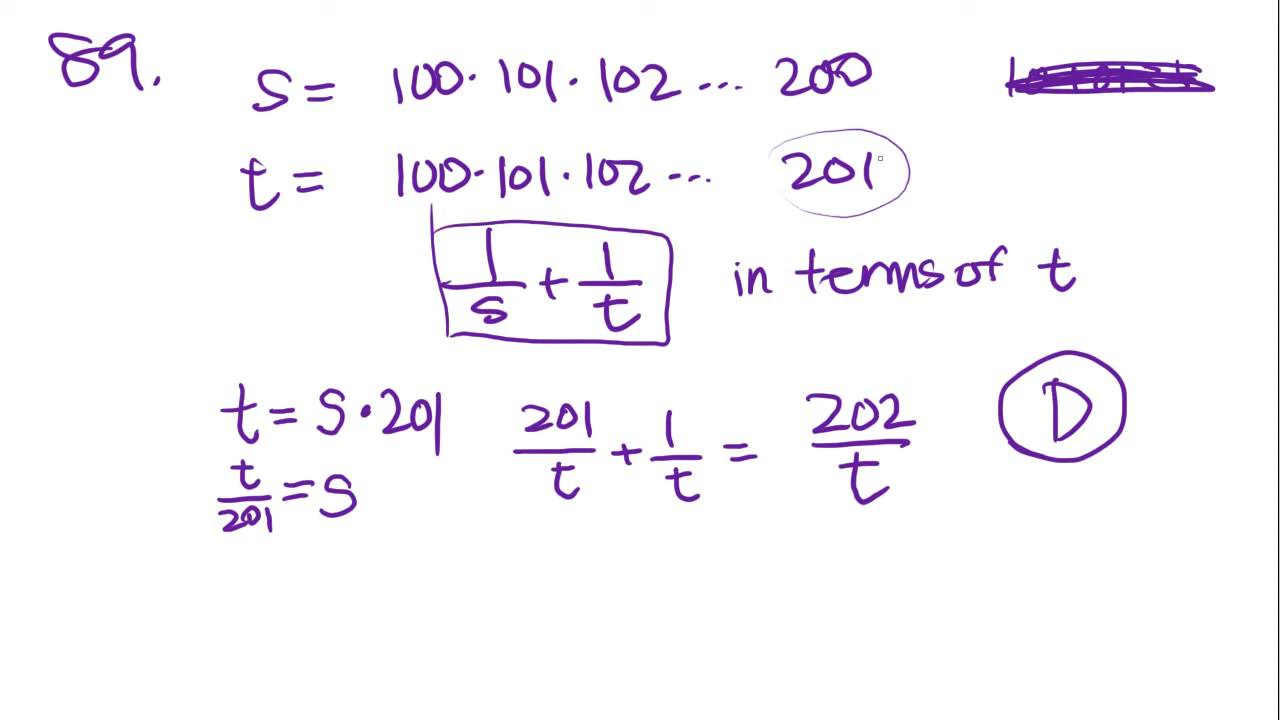 89.
s = 100·101·102 ... 200
t = 100·101·102 ... 201
1/s + 1/t in terms of t
t = s·201 201/t + 1/t = 202/t D
t/201 = s